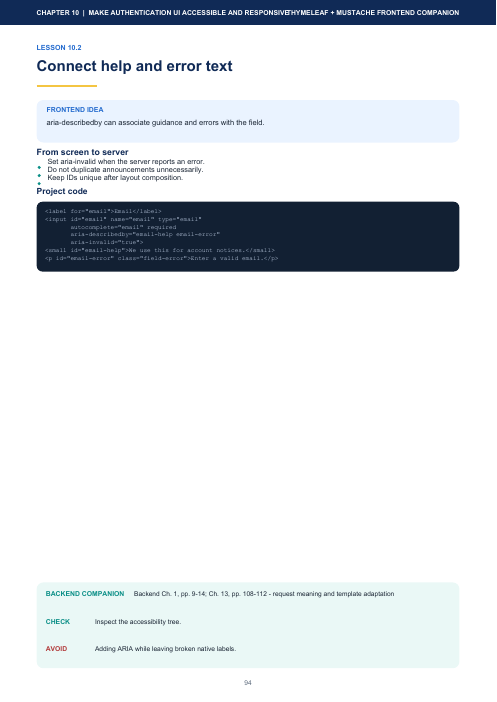 CHAPTER 10 | MAKE AUTHENTICATION UI ACCESSIBLE AND RESPONSIVE THYMELEAF + MUSTACHE FRONTEND COMPANION
LESSON 10.2
Connect help and error text
FRONTEND IDEA
aria-describedby can associate guidance and errors with the field.
From screen to server
Set aria-invalid when the server reports an error.
Do not duplicate announcements unnecessarily.
Keep IDs unique after layout composition.
Project code
<label for="email">Email</label>
<input id="email" name="email" type="email"
autocomplete="email" required
aria-describedby="email-help email-error"
aria-invalid="true">
<small id="email-help">We use this for account notices.</small>
<p id="email-error" class="field-error">Enter a valid email.</p>
BACKEND COMPANION Backend Ch. 1, pp. 9-14; Ch. 13, pp. 108-112 - request meaning and template adaptation
CHECK Inspect the accessibility tree.
AVOID Adding ARIA while leaving broken native labels.
94